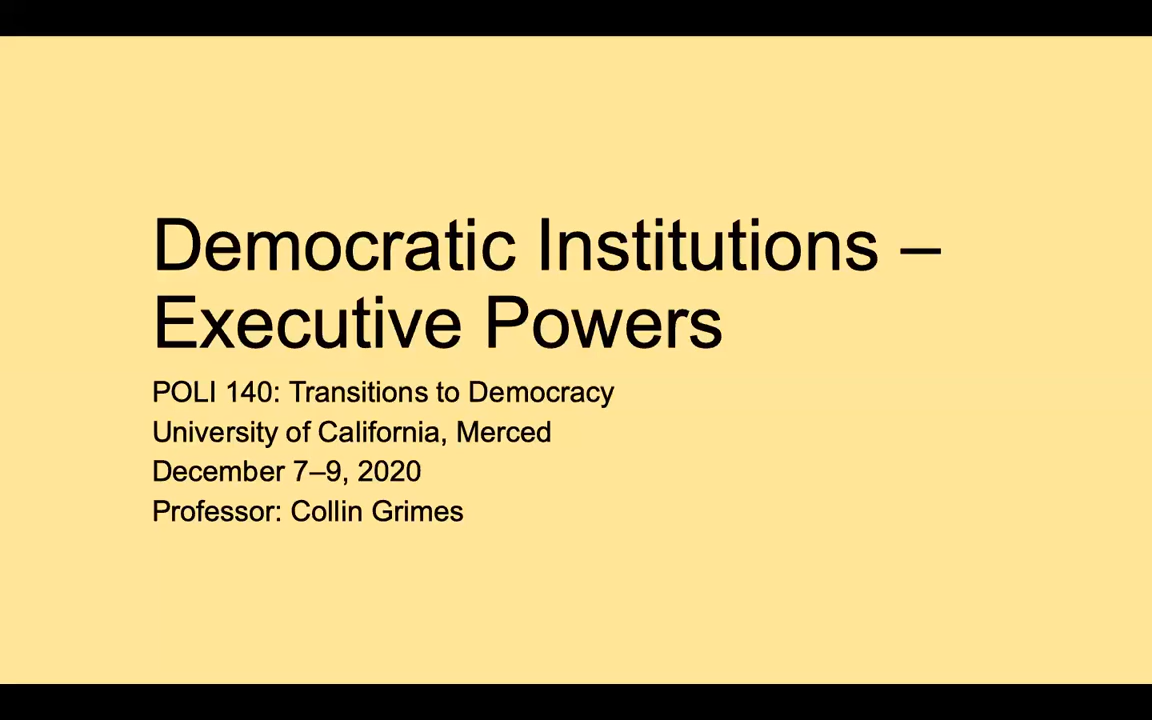 Democratic Institutions –
Executive Powers
POLI 140: Transitions to Democracy
University of California, Merced
December 7–9, 2020
Professor: Collin Grimes